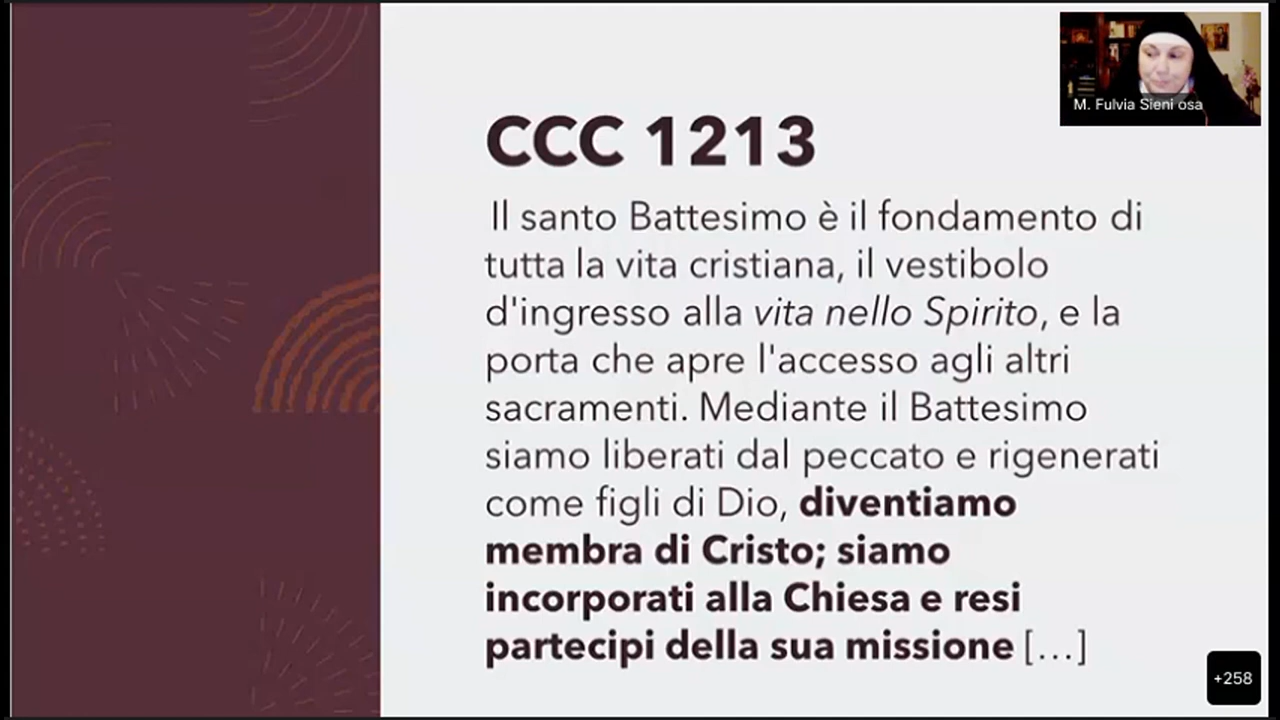 M. Fulvia Sieni osa
CCC 1213
Il santo Battesimo è il fondamento di
tutta la vita cristiana, il vestibolo
d'ingresso alla vita nello Spirito, e la
porta che apre l'accesso agli altri
sacramenti. Mediante il Battesimo
siamo liberati dal peccato e rigenerati
come figli di Dio, diventiamo
membra di Cristo; siamo
incorporati alla Chiesa e resi
partecipi della sua missione [...]
+258